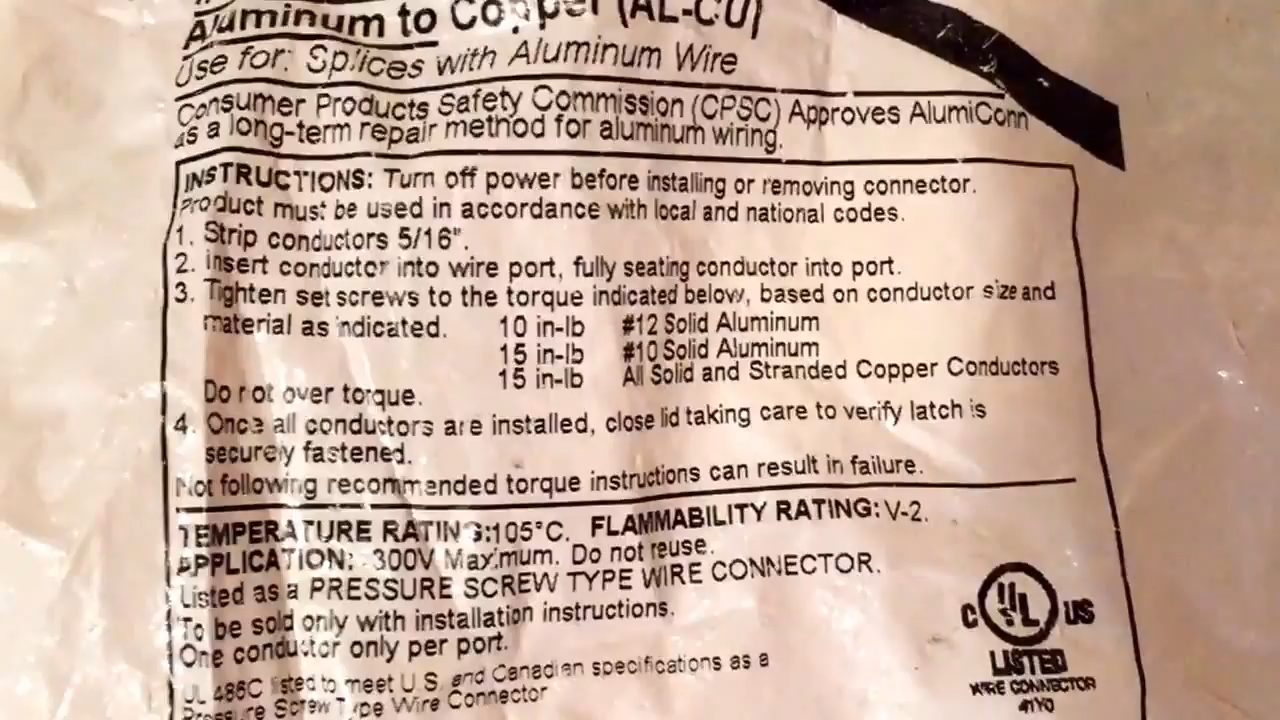 Aluminum to Copper (AL-CU)
Use for: Splices with Aluminum Wire
Consumer Products Safety Commission (CPSC) Approves AlumiConn
as a long-term repair method for aluminum wiring.
INSTRUCTIONS: Turn off power before installing or removing connector.
Product must be used in accordance with local and national codes.
1. Strip conductors 5/16".
2. Insert conductor into wire port, fully seating conductor into port.
3. Tighten set screws to the torque indicated below, based on conductor size and
material as indicated. 10 in-lb #12 Solid Aluminum
15 in-lb #10 Solid Aluminum
15 in-lb All Solid and Stranded Copper Conductors
Do not over torque.
4. Once all conductors are installed, close lid taking care to verify latch is
securely fastened.
Not following recommended torque instructions can result in failure.
TEMPERATURE RATING:105°C. FLAMMABILITY RATING: V-2.
APPLICATION: 300V Maximum. Do not reuse.
Listed as a PRESSURE SCREW TYPE WIRE CONNECTOR.
To be sold only with installation instructions.
One conductor only per port.
UL 486C listed to meet U.S. and Canadian specifications as a
Pressure Screw Type Wire Connector
C UL US
LISTED
WIRE CONNECTOR
41Y0